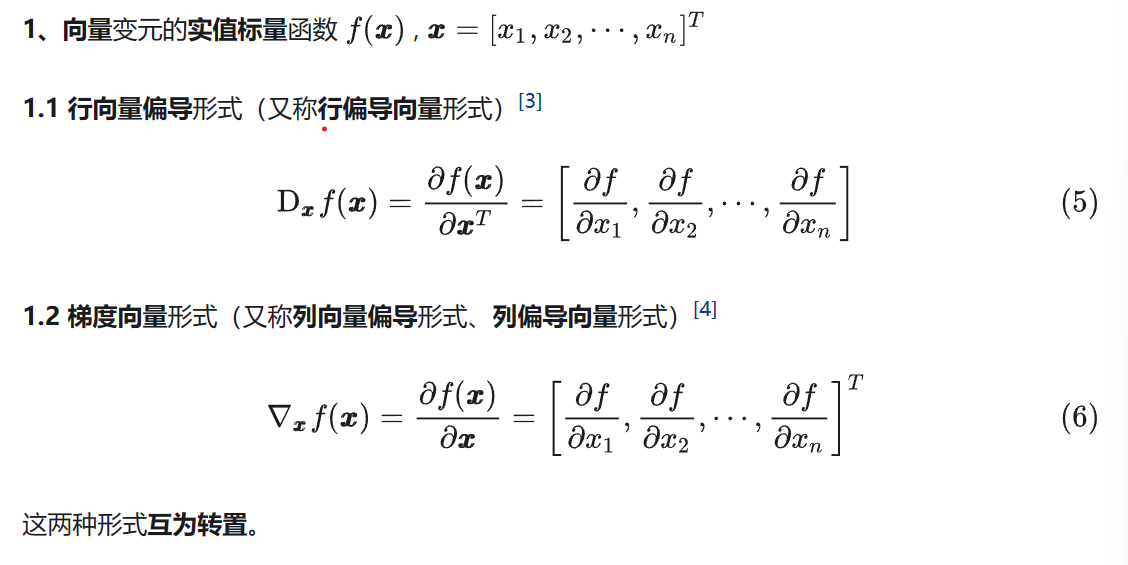 1、向量变元的实值标量函数 $f(\boldsymbol{x})$ , $\boldsymbol{x} = [x_1, x_2, \cdots, x_n]^T$
1.1 行向量偏导形式（又称行偏导向量形式）[3]
$\mathrm{D}_{\boldsymbol{x}} f(\boldsymbol{x}) = \frac{\partial f(\boldsymbol{x})}{\partial \boldsymbol{x}^T} = \left[ \frac{\partial f}{\partial x_1}, \frac{\partial f}{\partial x_2}, \cdots, \frac{\partial f}{\partial x_n} \right]$ (5)
1.2 梯度向量形式（又称列向量偏导形式、列偏导向量形式）[4]
$\nabla_{\boldsymbol{x}} f(\boldsymbol{x}) = \frac{\partial f(\boldsymbol{x})}{\partial \boldsymbol{x}} = \left[ \frac{\partial f}{\partial x_1}, \frac{\partial f}{\partial x_2}, \cdots, \frac{\partial f}{\partial x_n} \right]^T$ (6)
这两种形式互为转置。